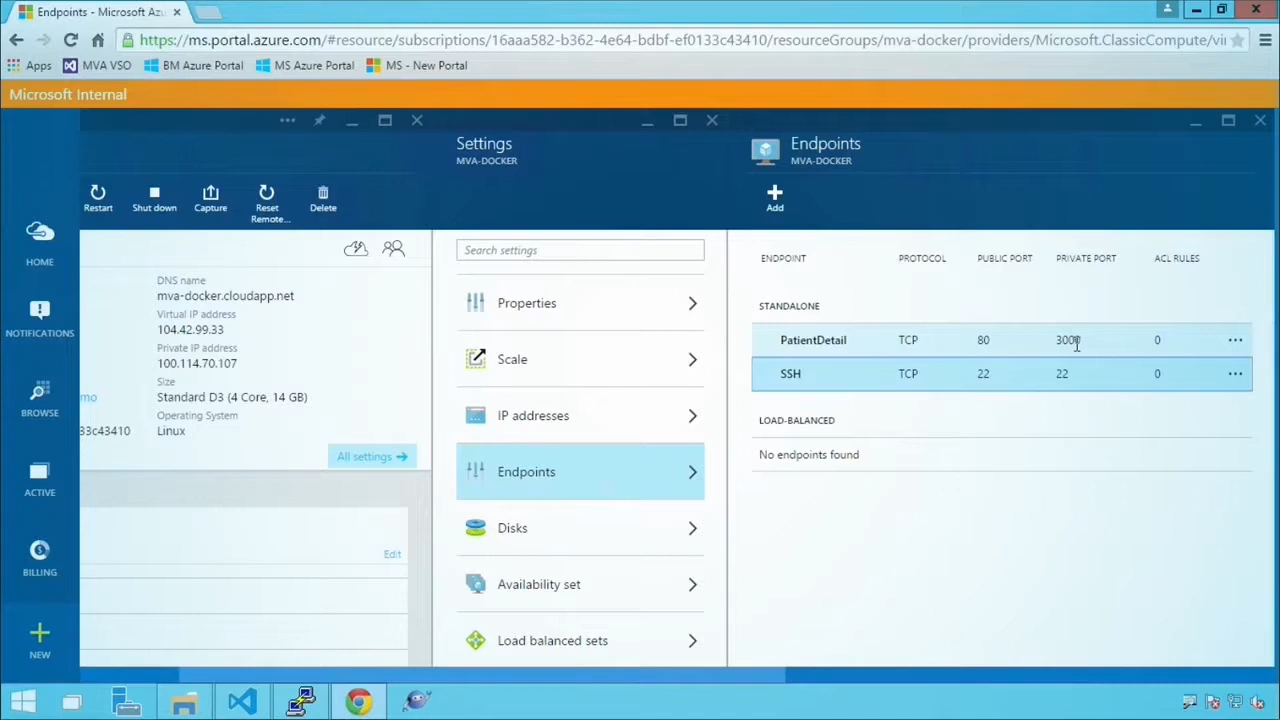 Endpoints - Microsoft Azu
https://ms.portal.azure.com/#resource/subscriptions/16aaa582-b362-4e64-bdbf-ef0133c43410/resourceGroups/mva-docker/providers/Microsoft.ClassicCompute/vir
Apps MVA VSO BM Azure Portal MS Azure Portal MS - New Portal
Microsoft Internal
HOME
NOTIFICATIONS
BROWSE
ACTIVE
BILLING
NEW
Restart Shut down Capture Reset Remote... Delete
DNS name
mva-docker.cloudapp.net
Virtual IP address
104.42.99.33
Private IP address
100.114.70.107
Size
mo Standard D3 (4 Core, 14 GB)
Operating System
33c43410 Linux
All settings
Edit
Settings
MVA-DOCKER
Search settings
Properties
Scale
IP addresses
Endpoints
Disks
Availability set
Load balanced sets
Endpoints
MVA-DOCKER
Add
ENDPOINT PROTOCOL PUBLIC PORT PRIVATE PORT ACL RULES
STANDALONE
PatientDetail TCP 80 3000 0 ...
SSH TCP 22 22 0 ...
LOAD-BALANCED
No endpoints found